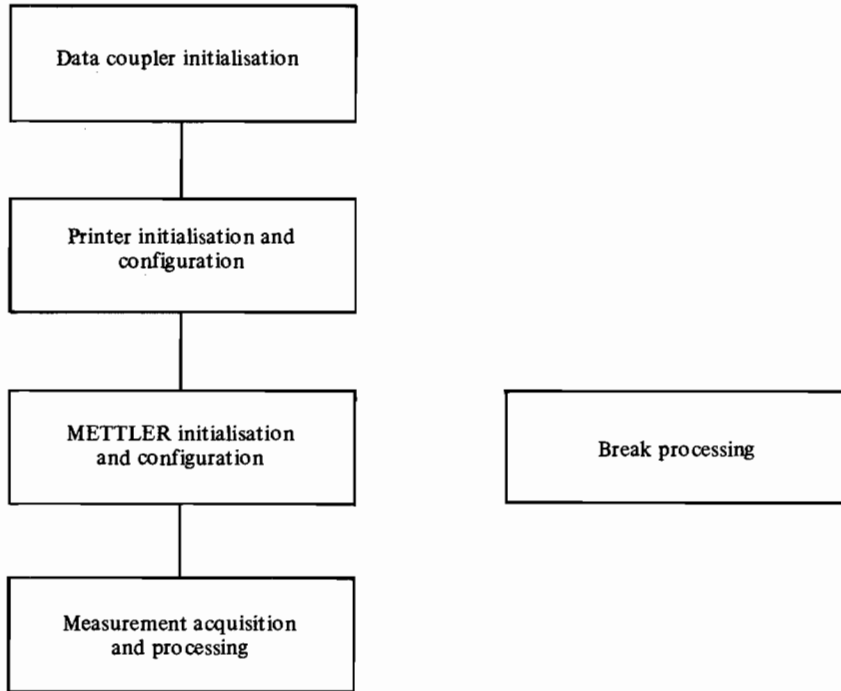 Data coupler initialisation
Printer initialisation and
configuration
METTLER initialisation
and configuration
Break processing
Measurement acquisition
and processing